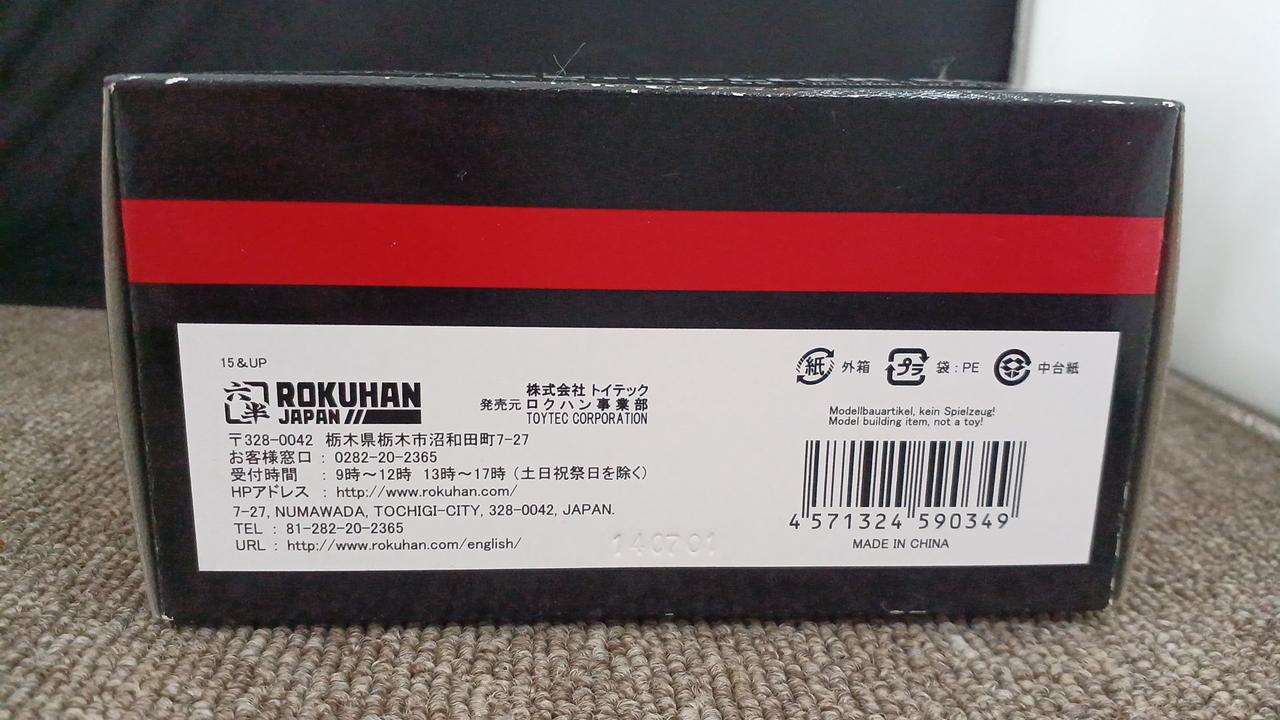 15&UP
六半 ROKUHAN
JAPAN
発売元 株式会社 トイテック
ロクハン事業部
TOYTEC CORPORATION
〒328-0042 栃木県栃木市沼和田町7-27
お客様窓口 : 0282-20-2365
受付時間 : 9時〜12時 13時〜17時(土日祝祭日を除く)
HPアドレス : http://www.rokuhan.com/
7-27, NUMAWADA, TOCHIGI-CITY, 328-0042, JAPAN.
TEL : 81-282-20-2365
URL : http://www.rokuhan.com/english/
140701
紙 外箱 プラ 袋:PE 中台紙
Modellbauartikel, kein Spielzeug!
Model building item, not a toy!
4 571324 590349
MADE IN CHINA